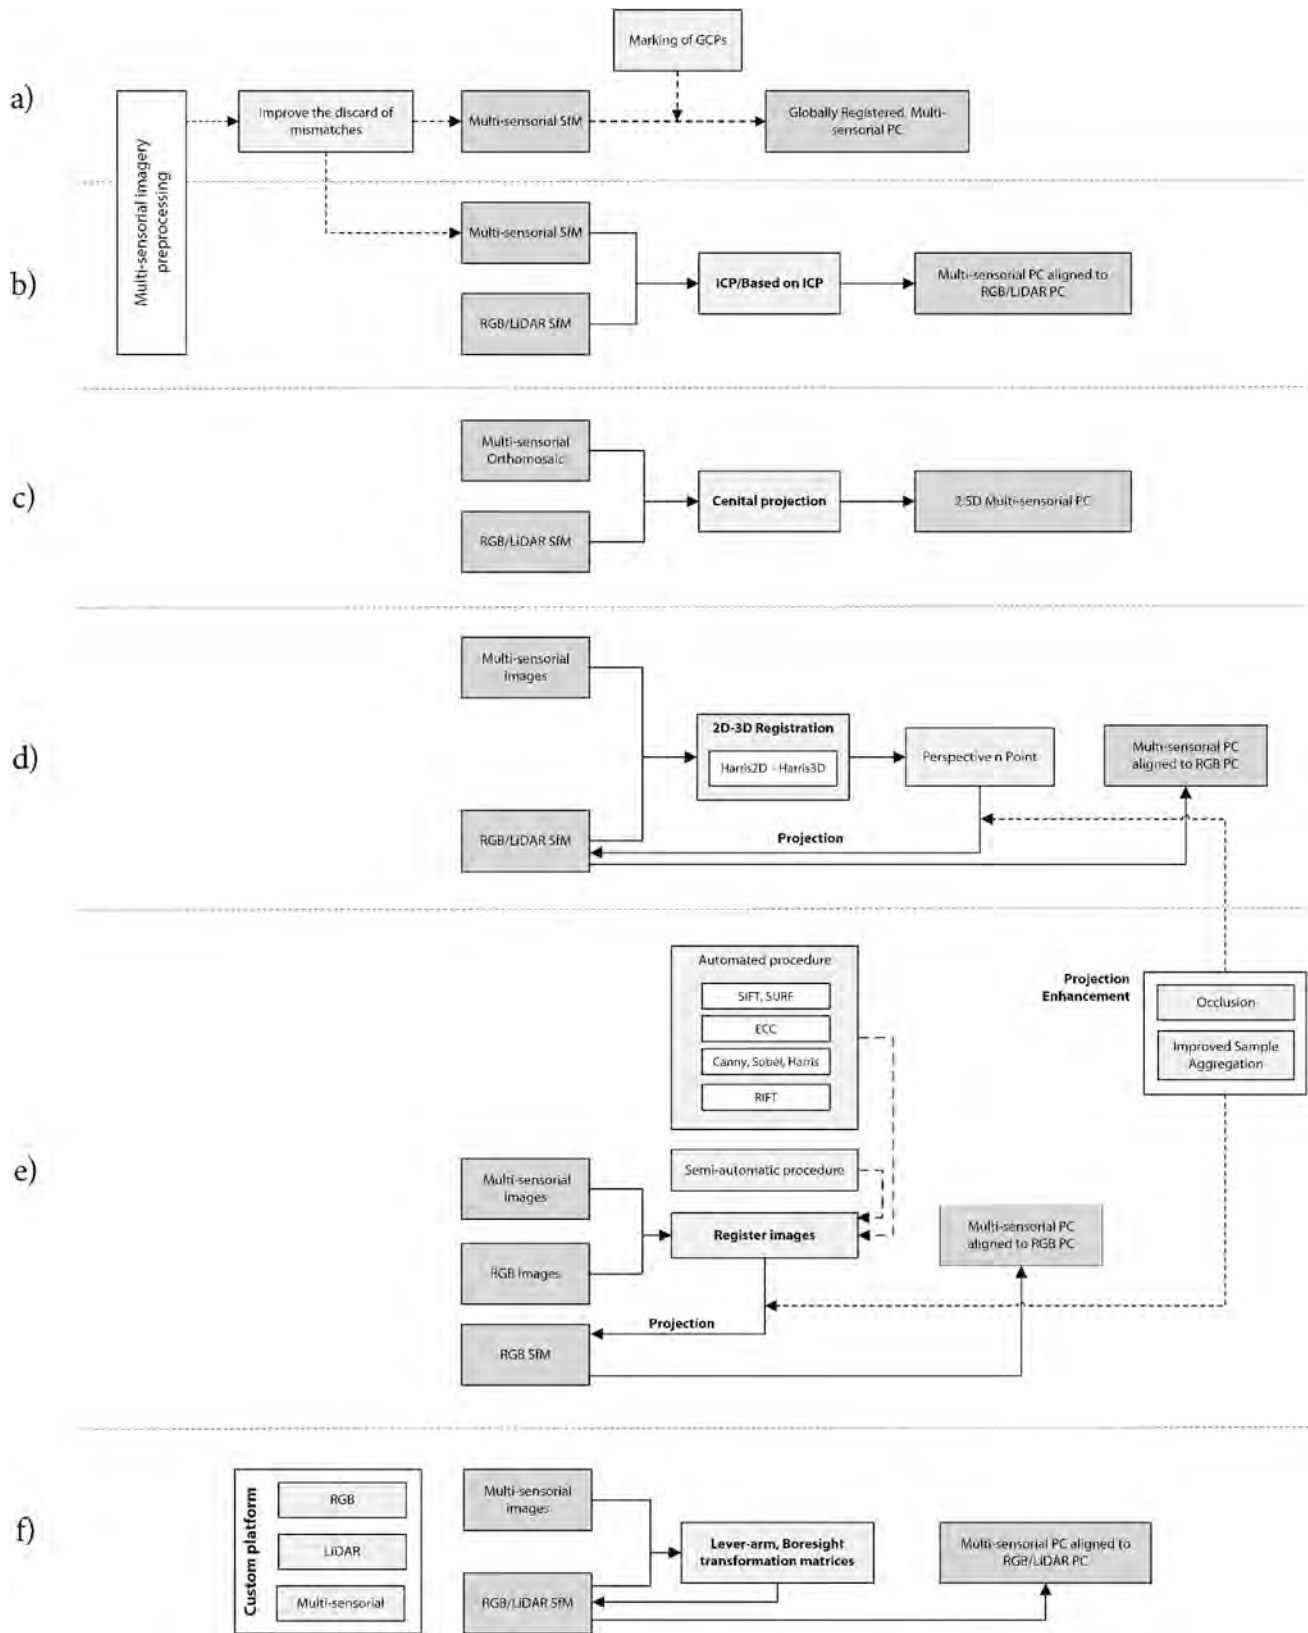 a)
Multi-sensorial imagery
preprocessing
Improve the discard of
mismatches
Multi-sensorial SfM
Marking of GCPs
Globally Registered. Multi-
sensorial PC
b)
Multi-sensorial SfM
RGB/LiDAR SfM
ICP/Based on ICP
Multi-sensorial PC aligned to
RGB/LiDAR PC
c)
Multi-sensorial
Orthomosaic
RGB/LiDAR SfM
Cenital projection
2.5D Multi-sensorial PC
d)
Multi-sensorial
images
RGB/LiDAR SfM
2D-3D Registration
Harris2D - Harris3D
Perspective n Point
Projection
Multi-sensorial PC
aligned to RGB PC
Projection
Enhancement
Occlusion
Improved Sample
Aggregation
e)
Automated procedure
SIFT, SURF
ECC
Canny, Sobel, Harris
RIFT
Semi-automatic procedure
Multi-sensorial
images
RGB Images
Register images
Projection
RGB SfM
Multi-sensorial PC
aligned to RGB PC
f)
Custom platform
RGB
LiDAR
Multi-sensorial
Multi-sensorial
images
RGB/LiDAR SfM
Lever-arm, Boresight
transformation matrices
Multi-sensorial PC aligned to
RGB/LiDAR PC